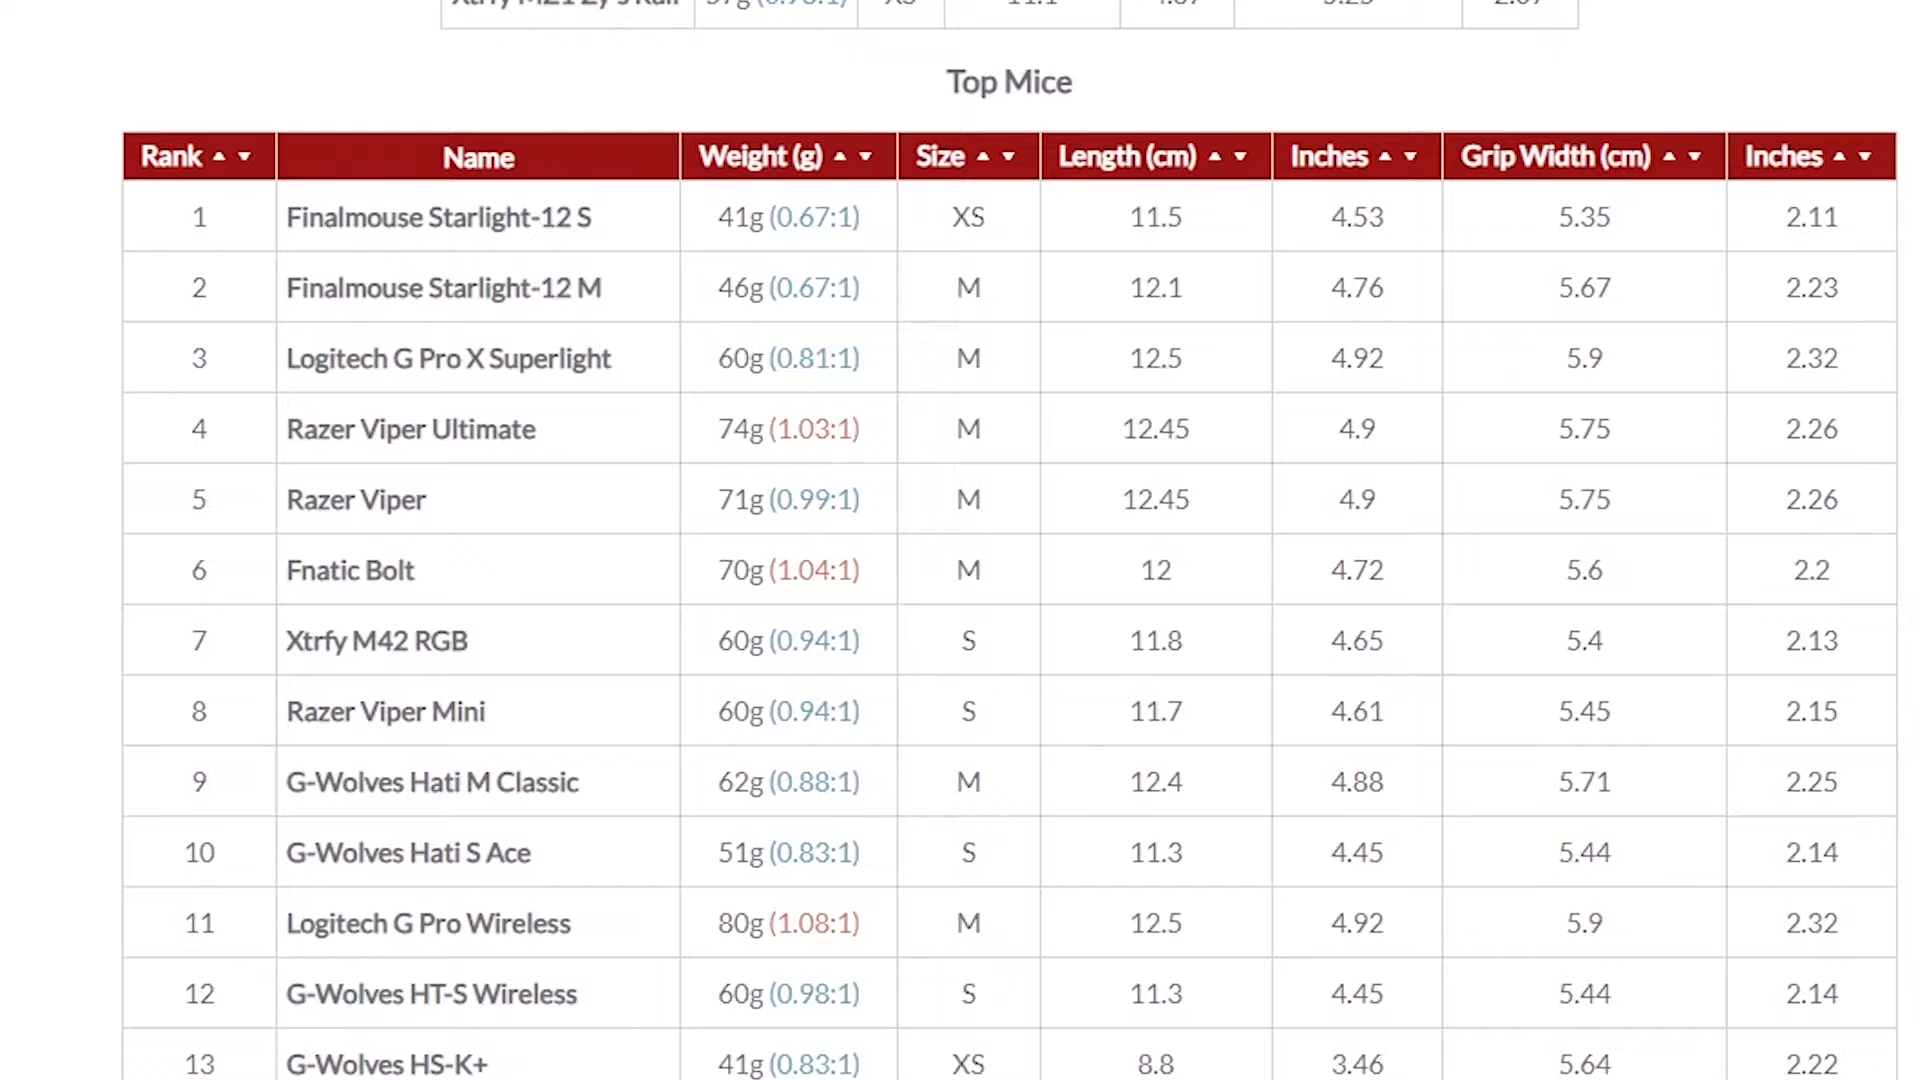 Top Mice
Rank Name Weight (g) Size Length (cm) Inches Grip Width (cm) Inches
1 Finalmouse Starlight-12 S 41g (0.67:1) XS 11.5 4.53 5.35 2.11
2 Finalmouse Starlight-12 M 46g (0.67:1) M 12.1 4.76 5.67 2.23
3 Logitech G Pro X Superlight 60g (0.81:1) M 12.5 4.92 5.9 2.32
4 Razer Viper Ultimate 74g (1.03:1) M 12.45 4.9 5.75 2.26
5 Razer Viper 71g (0.99:1) M 12.45 4.9 5.75 2.26
6 Fnatic Bolt 70g (1.04:1) M 12 4.72 5.6 2.2
7 Xtrfy M42 RGB 60g (0.94:1) S 11.8 4.65 5.4 2.13
8 Razer Viper Mini 60g (0.94:1) S 11.7 4.61 5.45 2.15
9 G-Wolves Hati M Classic 62g (0.88:1) M 12.4 4.88 5.71 2.25
10 G-Wolves Hati S Ace 51g (0.83:1) S 11.3 4.45 5.44 2.14
11 Logitech G Pro Wireless 80g (1.08:1) M 12.5 4.92 5.9 2.32
12 G-Wolves HT-S Wireless 60g (0.98:1) S 11.3 4.45 5.44 2.14
13 G-Wolves HS-K+ 41g (0.83:1) XS 8.8 3.46 5.64 2.22